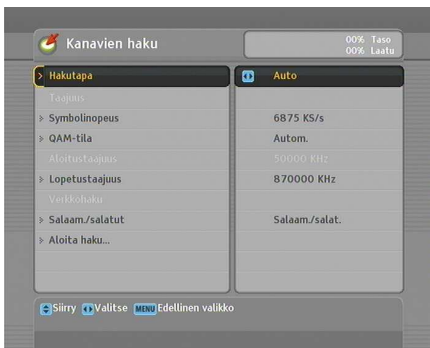 Kanavien haku
00% Taso
00% Laatu
Hakutapa Auto
Taajuus
Symbolinopeus 6875 KS/s
QAM-tila Autom.
Aloitustaajuus 50000 KHz
Lopetustaajuus 870000 KHz
Verkkohaku
Salaam./salatut Salaam./salat.
Aloita haku...
Siirry Valitse MENU Edellinen valikko